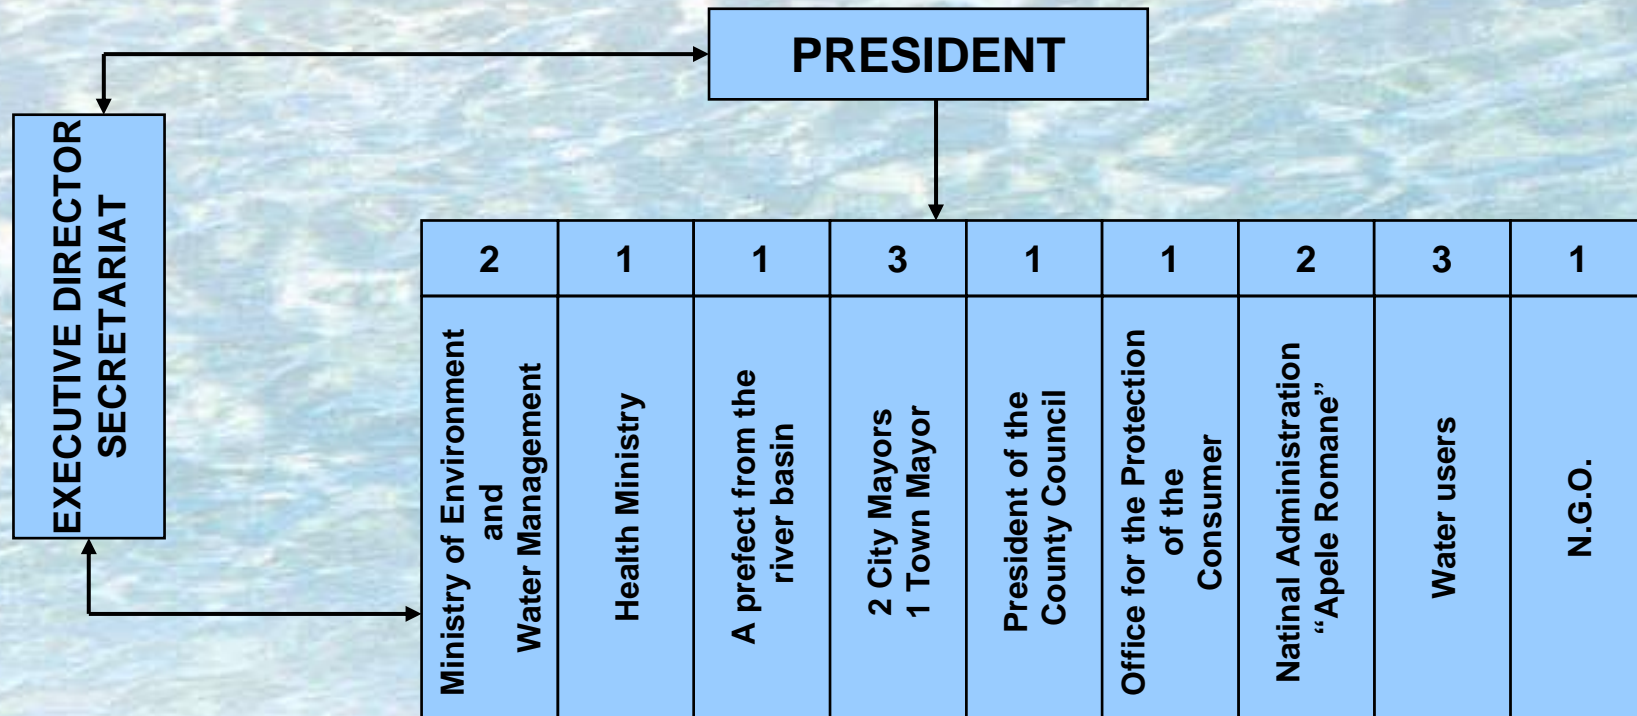 PRESIDENT
EXECUTIVE DIRECTOR
SECRETARIAT
2
1
1
3
1
1
2
3
1
Ministry of Environment
and
Water Management
Health Ministry
A prefect from the
river basin
2 City Mayors
1 Town Mayor
President of the
County Council
Office for the Protection
of the
Consumer
Natinal Administration
“Apele Romane”
Water users
N.G.O.